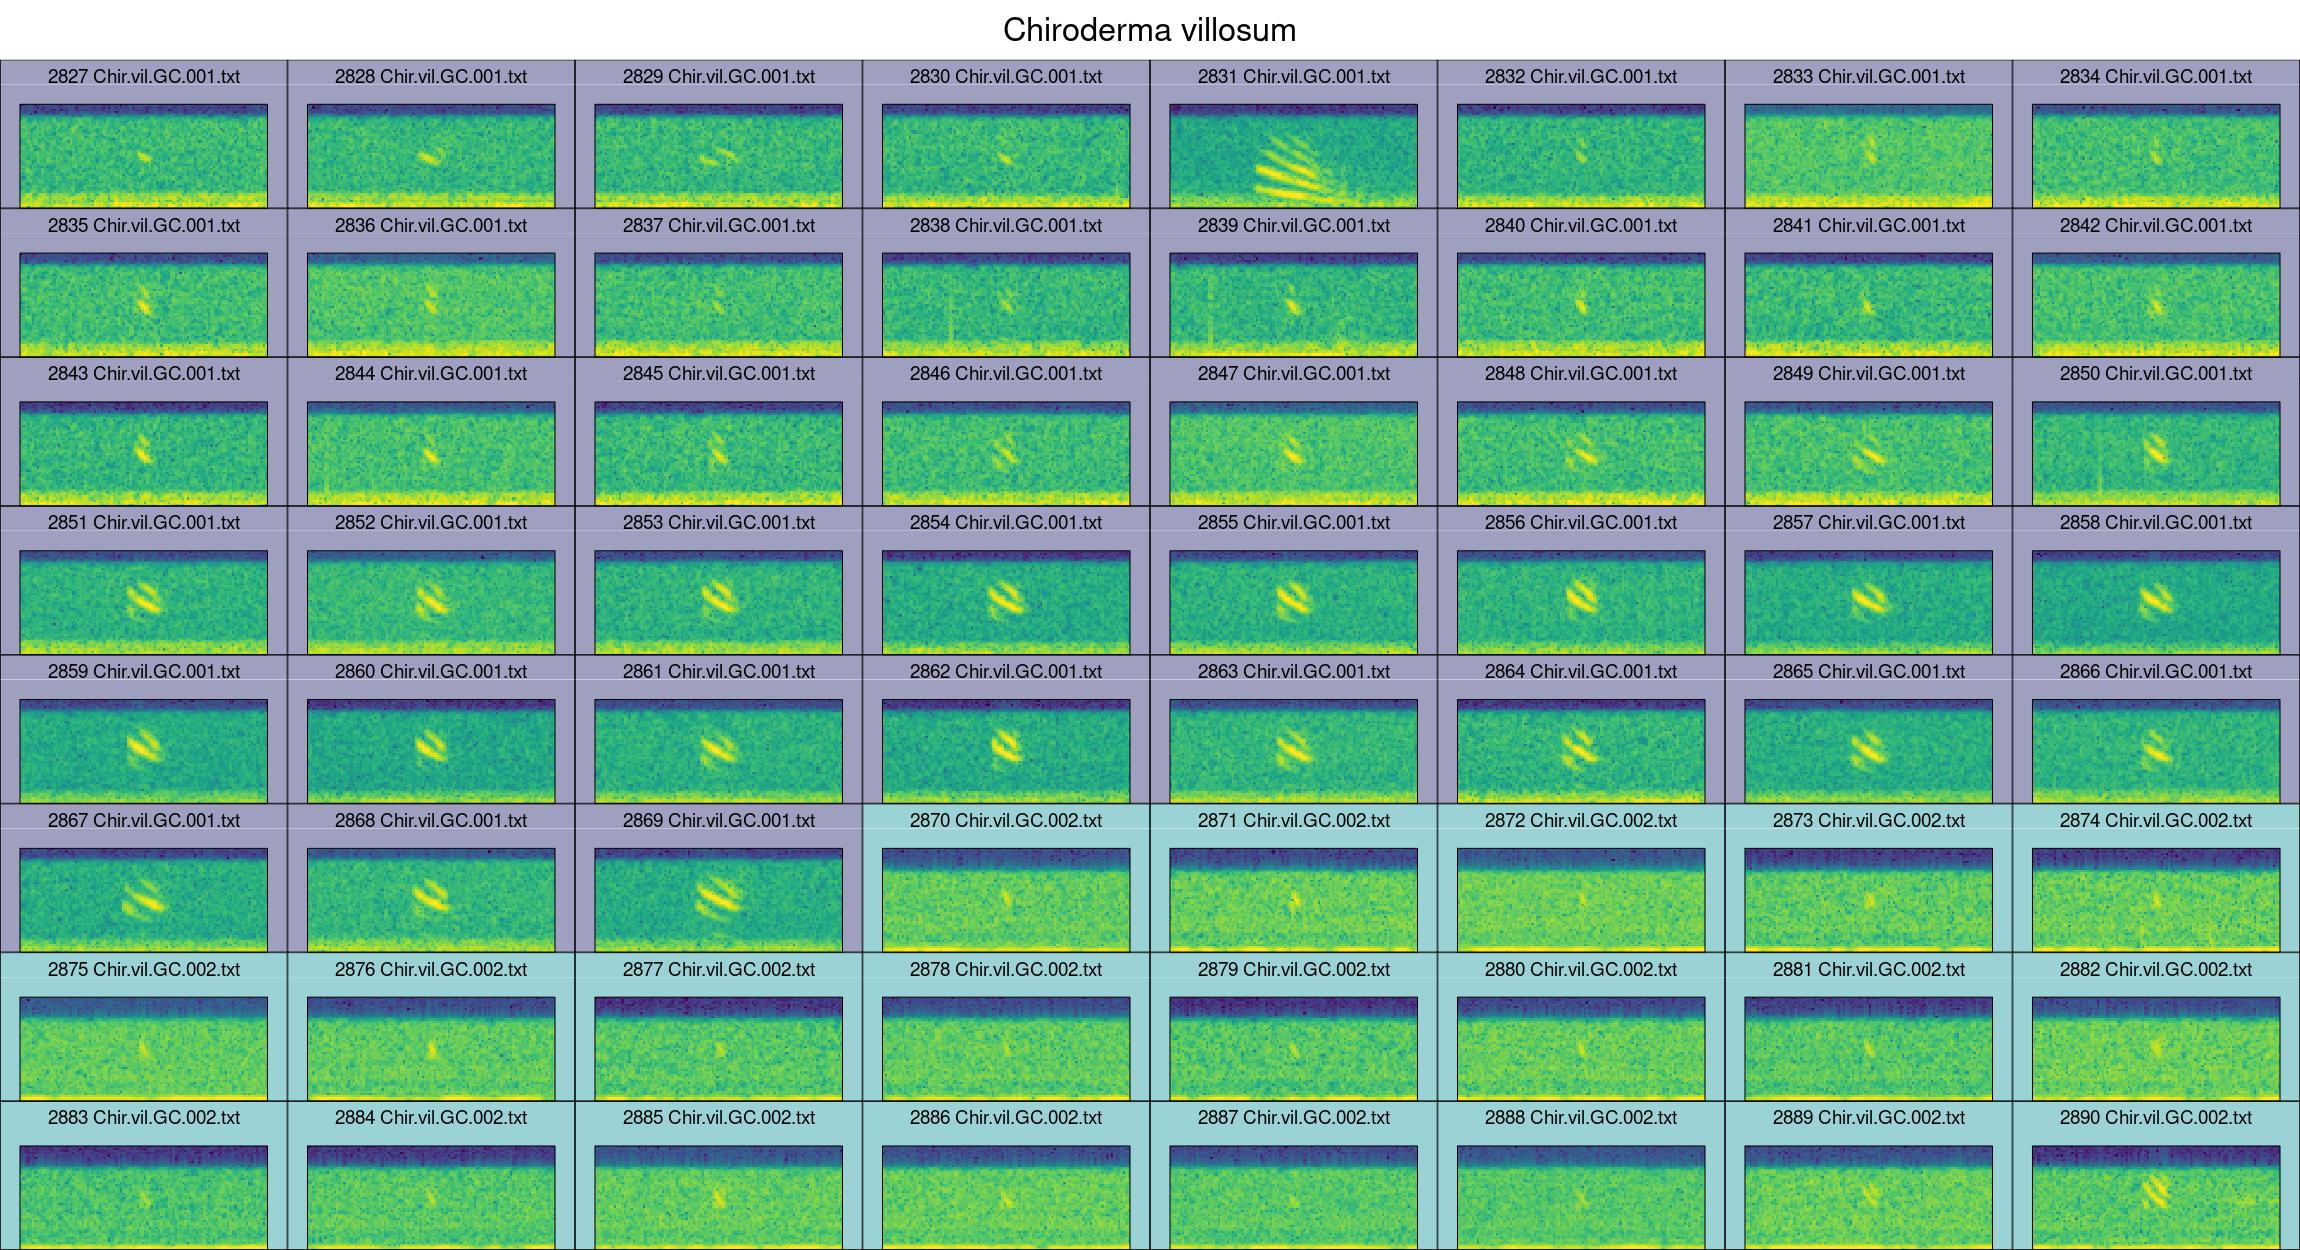 Chiroderma villosum
2827 Chir.vil.GC.001.txt 2828 Chir.vil.GC.001.txt 2829 Chir.vil.GC.001.txt 2830 Chir.vil.GC.001.txt 2831 Chir.vil.GC.001.txt 2832 Chir.vil.GC.001.txt 2833 Chir.vil.GC.001.txt 2834 Chir.vil.GC.001.txt
2835 Chir.vil.GC.001.txt 2836 Chir.vil.GC.001.txt 2837 Chir.vil.GC.001.txt 2838 Chir.vil.GC.001.txt 2839 Chir.vil.GC.001.txt 2840 Chir.vil.GC.001.txt 2841 Chir.vil.GC.001.txt 2842 Chir.vil.GC.001.txt
2843 Chir.vil.GC.001.txt 2844 Chir.vil.GC.001.txt 2845 Chir.vil.GC.001.txt 2846 Chir.vil.GC.001.txt 2847 Chir.vil.GC.001.txt 2848 Chir.vil.GC.001.txt 2849 Chir.vil.GC.001.txt 2850 Chir.vil.GC.001.txt
2851 Chir.vil.GC.001.txt 2852 Chir.vil.GC.001.txt 2853 Chir.vil.GC.001.txt 2854 Chir.vil.GC.001.txt 2855 Chir.vil.GC.001.txt 2856 Chir.vil.GC.001.txt 2857 Chir.vil.GC.001.txt 2858 Chir.vil.GC.001.txt
2859 Chir.vil.GC.001.txt 2860 Chir.vil.GC.001.txt 2861 Chir.vil.GC.001.txt 2862 Chir.vil.GC.001.txt 2863 Chir.vil.GC.001.txt 2864 Chir.vil.GC.001.txt 2865 Chir.vil.GC.001.txt 2866 Chir.vil.GC.001.txt
2867 Chir.vil.GC.001.txt 2868 Chir.vil.GC.001.txt 2869 Chir.vil.GC.001.txt 2870 Chir.vil.GC.002.txt 2871 Chir.vil.GC.002.txt 2872 Chir.vil.GC.002.txt 2873 Chir.vil.GC.002.txt 2874 Chir.vil.GC.002.txt
2875 Chir.vil.GC.002.txt 2876 Chir.vil.GC.002.txt 2877 Chir.vil.GC.002.txt 2878 Chir.vil.GC.002.txt 2879 Chir.vil.GC.002.txt 2880 Chir.vil.GC.002.txt 2881 Chir.vil.GC.002.txt 2882 Chir.vil.GC.002.txt
2883 Chir.vil.GC.002.txt 2884 Chir.vil.GC.002.txt 2885 Chir.vil.GC.002.txt 2886 Chir.vil.GC.002.txt 2887 Chir.vil.GC.002.txt 2888 Chir.vil.GC.002.txt 2889 Chir.vil.GC.002.txt 2890 Chir.vil.GC.002.txt